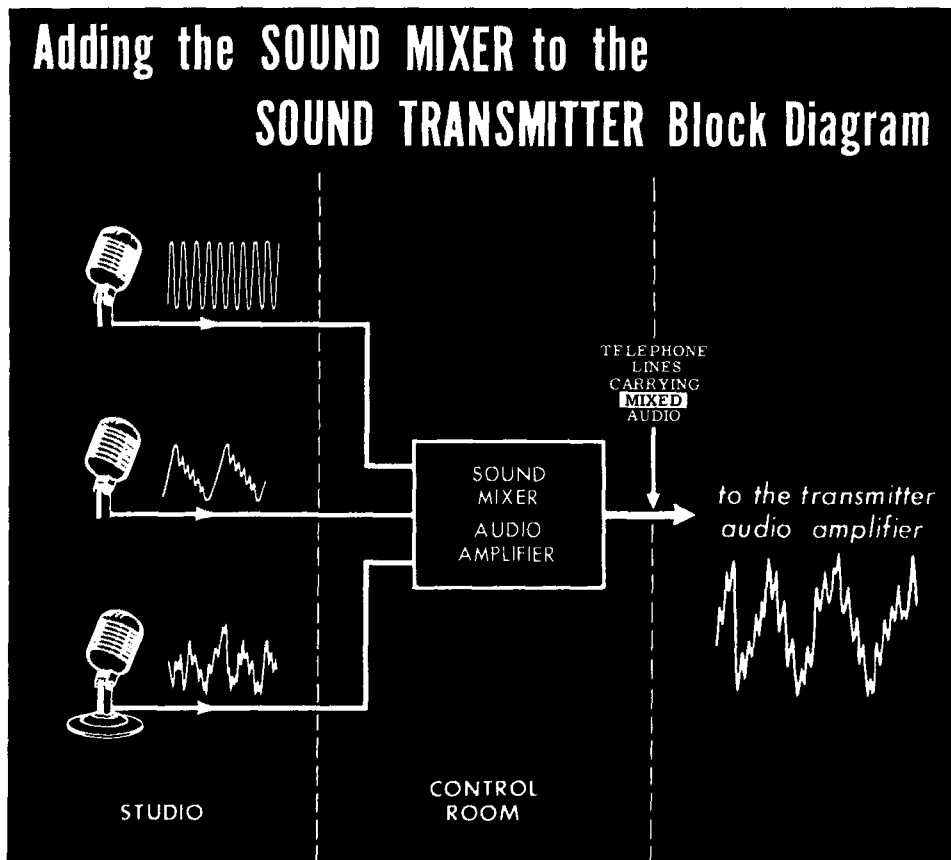 Adding the SOUND MIXER to the
SOUND TRANSMITTER Block Diagram
TELEPHONE
LINES
CARRYING
MIXED
AUDIO
SOUND
MIXER
AUDIO
AMPLIFIER
to the transmitter
audio amplifier
STUDIO
CONTROL
ROOM